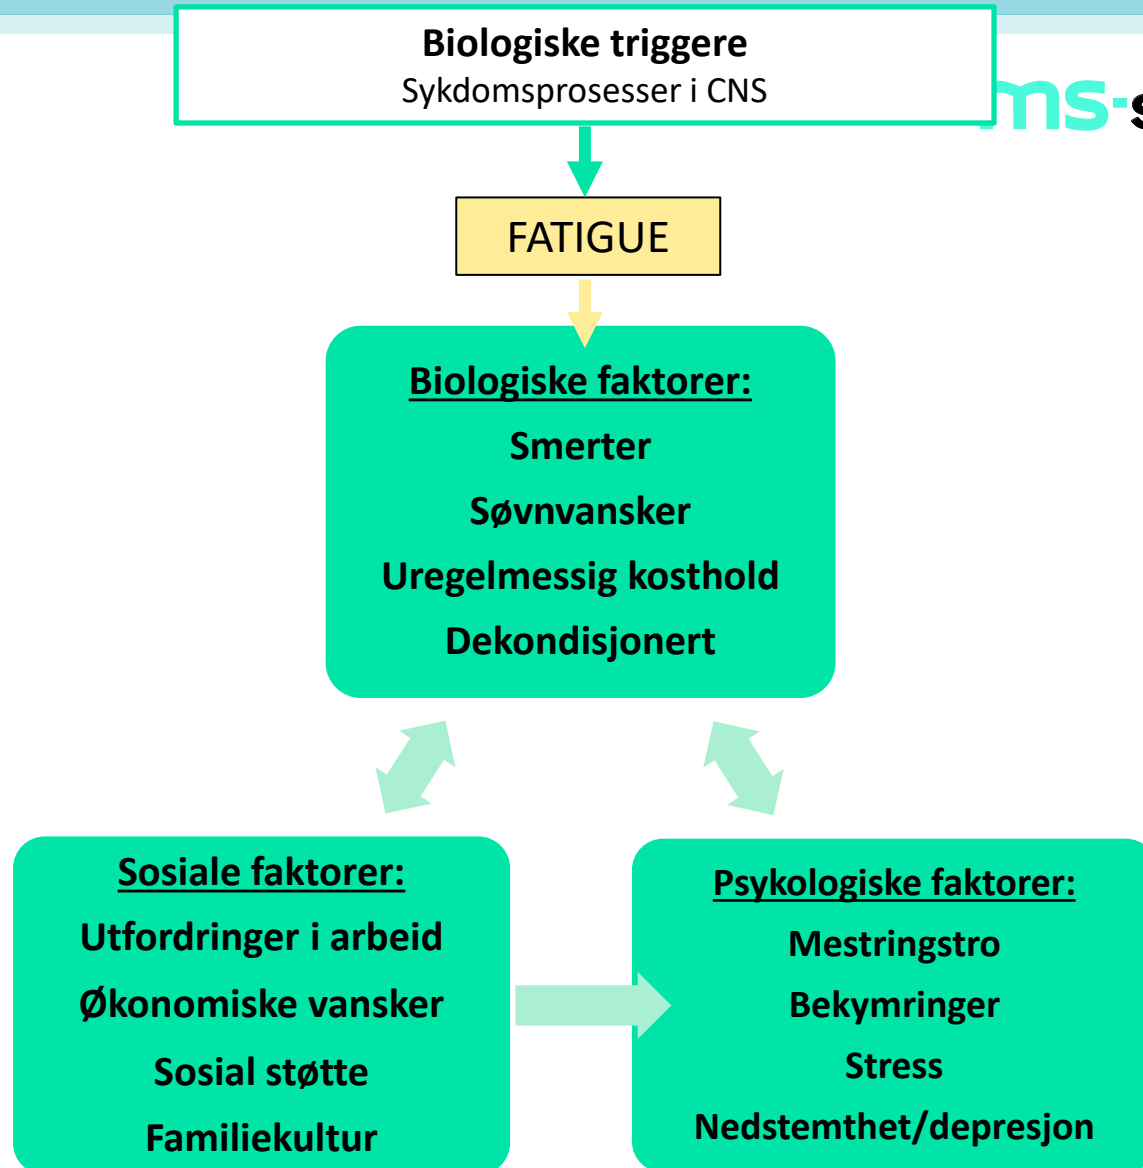 Biologiske triggere
Sykdomsprosesser i CNS
ms-s
FATIGUE
Biologiske faktorer:
Smerter
Søvnvansker
Uregelmessig kosthold
Dekondisjonert
Sosiale faktorer:
Utfordringer i arbeid
Økonomiske vansker
Sosial støtte
Familiekultur
Psykologiske faktorer:
Mestringstro
Bekymringer
Stress
Nedstemthet/depresjon